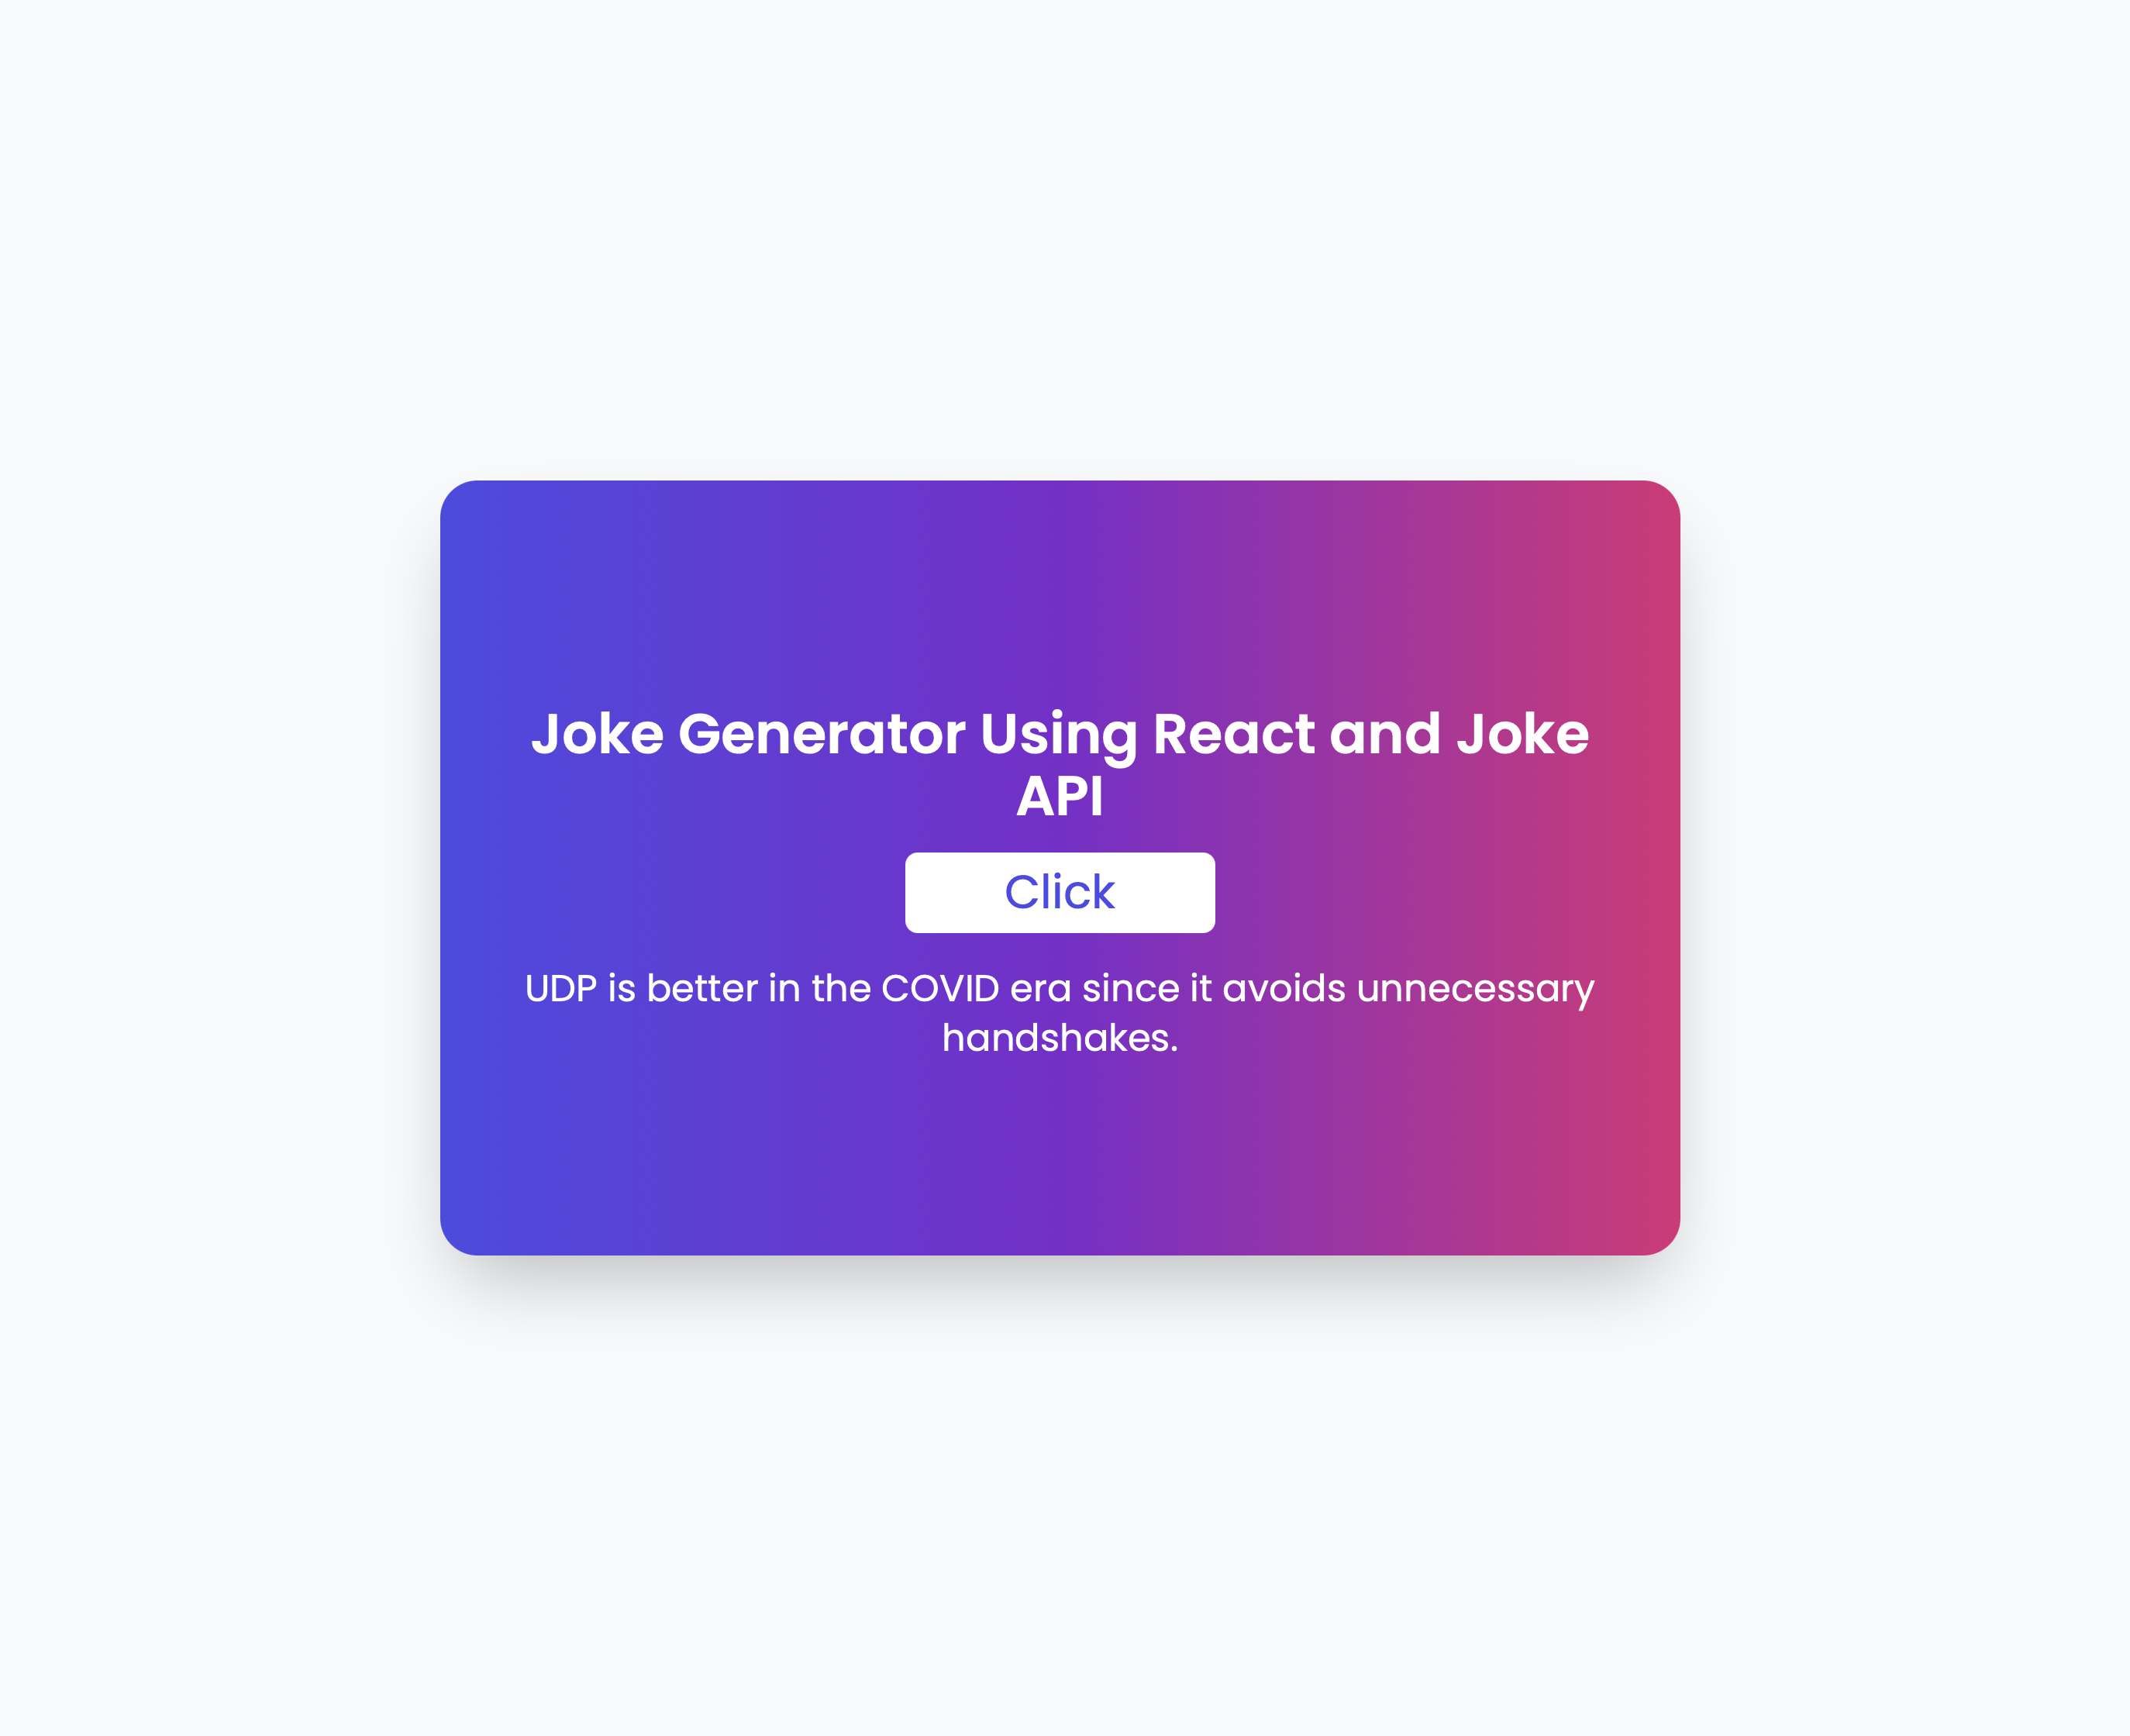 Joke Generator Using React and Joke
API
Click
UDP is better in the COVID era since it avoids unnecessary
handshakes.